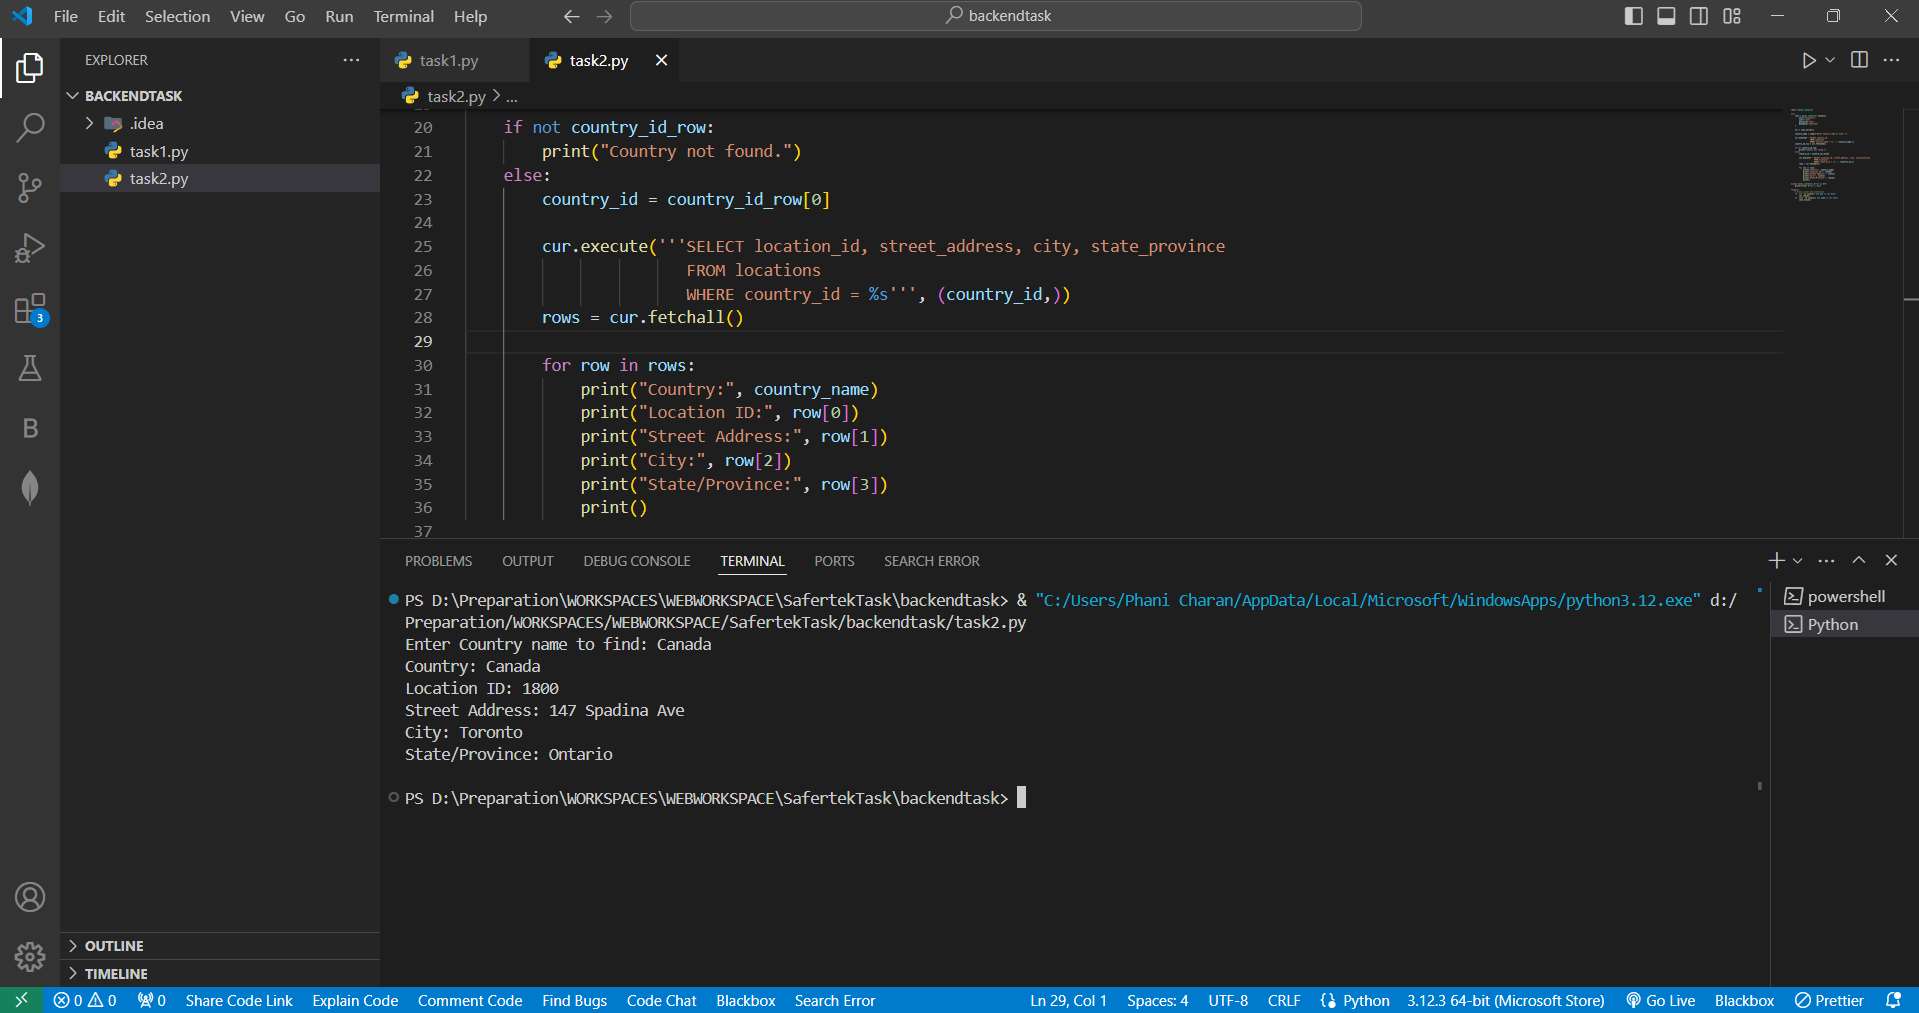 File Edit Selection View Go Run Terminal Help
backendtask
EXPLORER
BACKENDTASK
.idea
task1.py
task2.py
OUTLINE
TIMELINE
task1.py
task2.py
task2.py > ...
20 if not country_id_row:
21 print("Country not found.")
22 else:
23 country_id = country_id_row[0]
24
25 cur.execute('''SELECT location_id, street_address, city, state_province
26 FROM locations
27 WHERE country_id = %s''', (country_id,))
28 rows = cur.fetchall()
29
30 for row in rows:
31 print("Country:", country_name)
32 print("Location ID:", row[0])
33 print("Street Address:", row[1])
34 print("City:", row[2])
35 print("State/Province:", row[3])
36 print()
37
PROBLEMS OUTPUT DEBUG CONSOLE TERMINAL PORTS SEARCH ERROR
PS D:\Preparation\WORKSPACES\WEBWORKSPACE\SafertekTask\backendtask> & "C:/Users/Phani Charan/AppData/Local/Microsoft/WindowsApps/python3.12.exe" d:/
Preparation/WORKSPACES/WEBWORKSPACE/SafertekTask/backendtask/task2.py
Enter Country name to find: Canada
Country: Canada
Location ID: 1800
Street Address: 147 Spadina Ave
City: Toronto
State/Province: Ontario
PS D:\Preparation\WORKSPACES\WEBWORKSPACE\SafertekTask\backendtask>
powershell
Python
3
B
0 0 0 Share Code Link Explain Code Comment Code Find Bugs Code Chat Blackbox Search Error Ln 29, Col 1 Spaces: 4 UTF-8 CRLF Python 3.12.3 64-bit (Microsoft Store) Go Live Blackbox Prettier